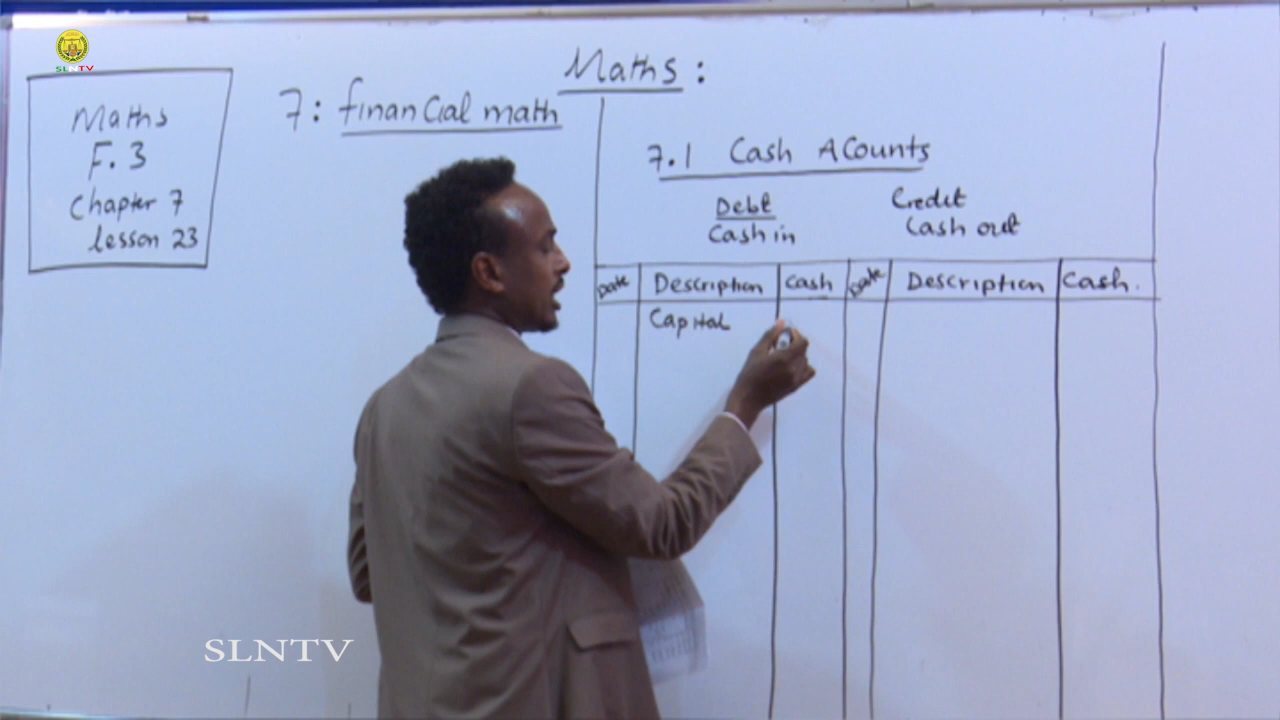 SLNTV
Maths
F.3
Chapter 7
lesson 23
Maths:
7: financial math
7.1 Cash Acounts
Debt
Cash in
Credit
Cash out
Date Description Cash Date Description Cash.
Capital
SLNTV